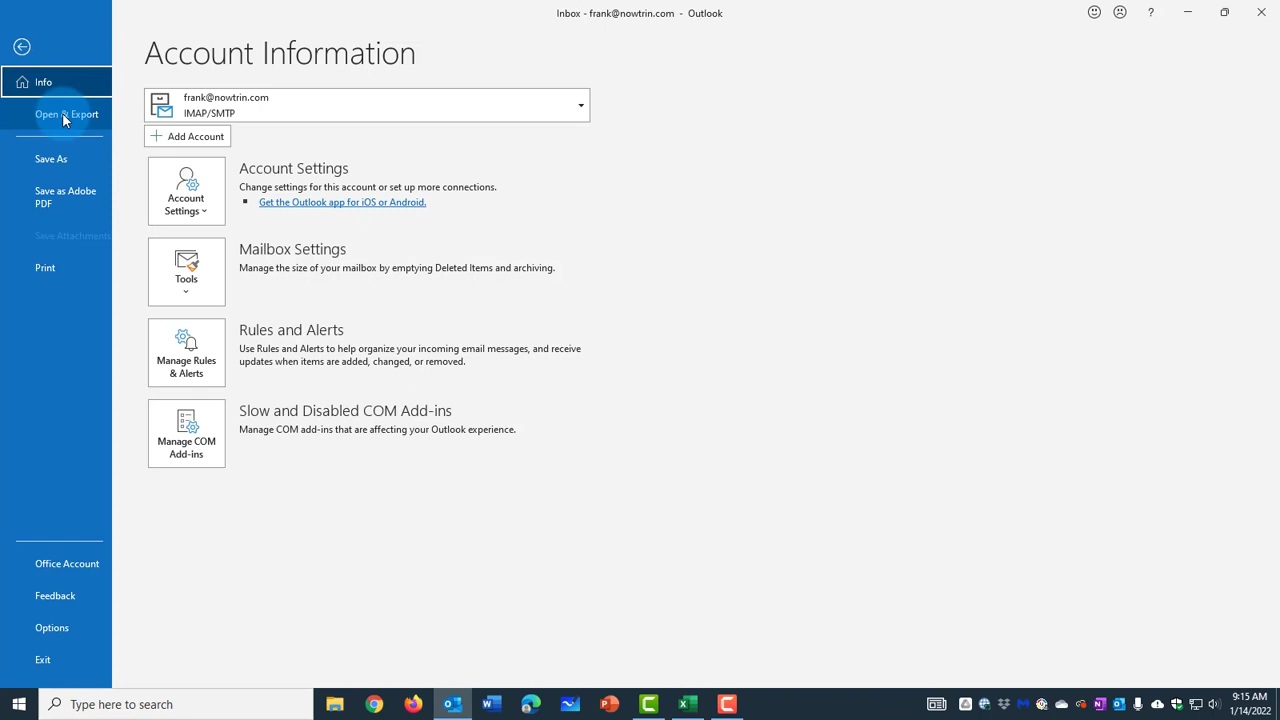 Inbox - frank@nowtrin.com - Outlook
?
Account Information
Info
Open & Export
Save As
Save as Adobe
PDF
Save Attachments
Print
Office Account
Feedback
Options
Exit
frank@nowtrin.com
IMAP/SMTP
Add Account
Account
Settings
Account Settings
Change settings for this account or set up more connections.
Get the Outlook app for iOS or Android.
Tools
Mailbox Settings
Manage the size of your mailbox by emptying Deleted Items and archiving.
Manage Rules
& Alerts
Rules and Alerts
Use Rules and Alerts to help organize your incoming email messages, and receive
updates when items are added, changed, or removed.
Manage COM
Add-ins
Slow and Disabled COM Add-ins
Manage COM add-ins that are affecting your Outlook experience.
Type here to search
9:15 AM
1/14/2022